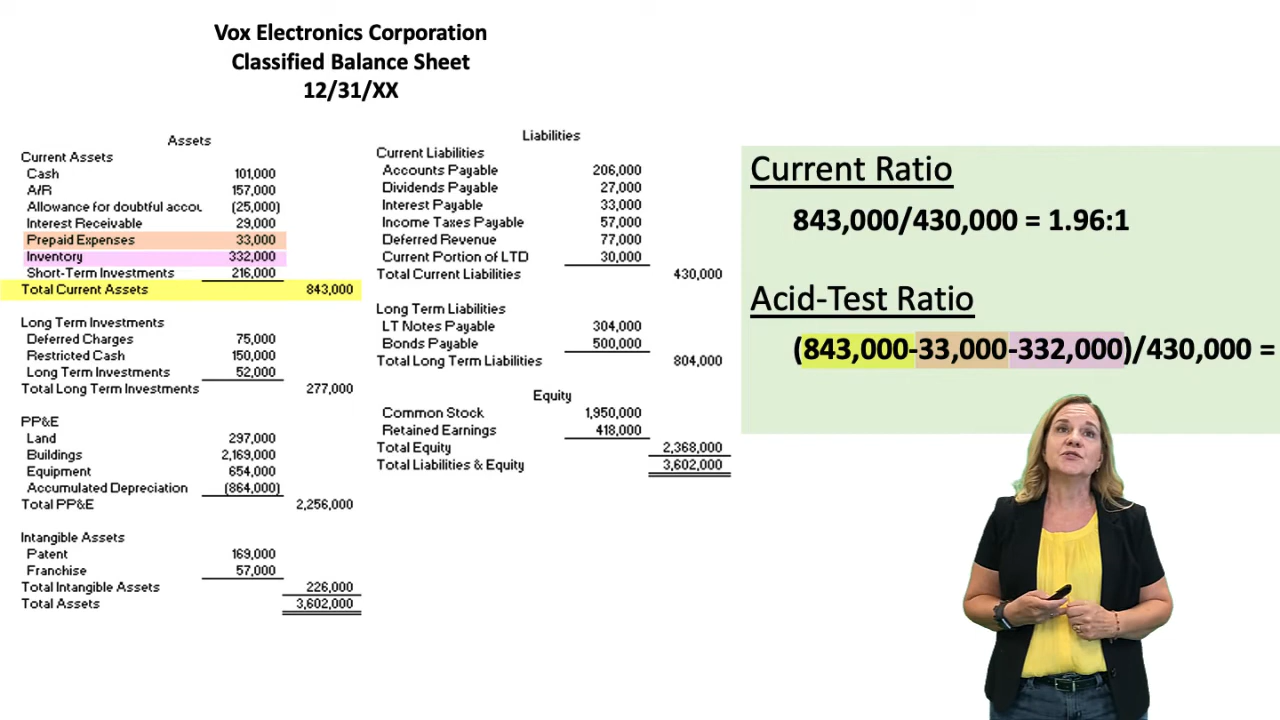 Vox Electronics Corporation
Classified Balance Sheet
12/31/XX
Assets
Current Assets
Cash 101,000
A/R 157,000
Allowance for doubtful accou (25,000)
Interest Receivable 29,000
Prepaid Expenses 33,000
Inventory 332,000
Short-Term Investments 216,000
Total Current Assets 843,000
Long Term Investments
Deferred Charges 75,000
Restricted Cash 150,000
Long Term Investments 52,000
Total Long Term Investments 277,000
PP&E
Land 297,000
Buildings 2,169,000
Equipment 654,000
Accumulated Depreciation (864,000)
Total PP&E 2,256,000
Intangible Assets
Patent 169,000
Franchise 57,000
Total Intangible Assets 226,000
Total Assets 3,602,000
Liabilities
Current Liabilities
Accounts Payable 206,000
Dividends Payable 27,000
Interest Payable 33,000
Income Taxes Payable 57,000
Deferred Revenue 77,000
Current Portion of LTD 30,000
Total Current Liabilities 430,000
Long Term Liabilities
LT Notes Payable 304,000
Bonds Payable 500,000
Total Long Term Liabilities 804,000
Equity
Common Stock 1,950,000
Retained Earnings 418,000
Total Equity 2,368,000
Total Liabilities & Equity 3,602,000
Current Ratio
843,000/430,000 = 1.96:1
Acid-Test Ratio
(843,000-33,000-332,000)/430,000 =